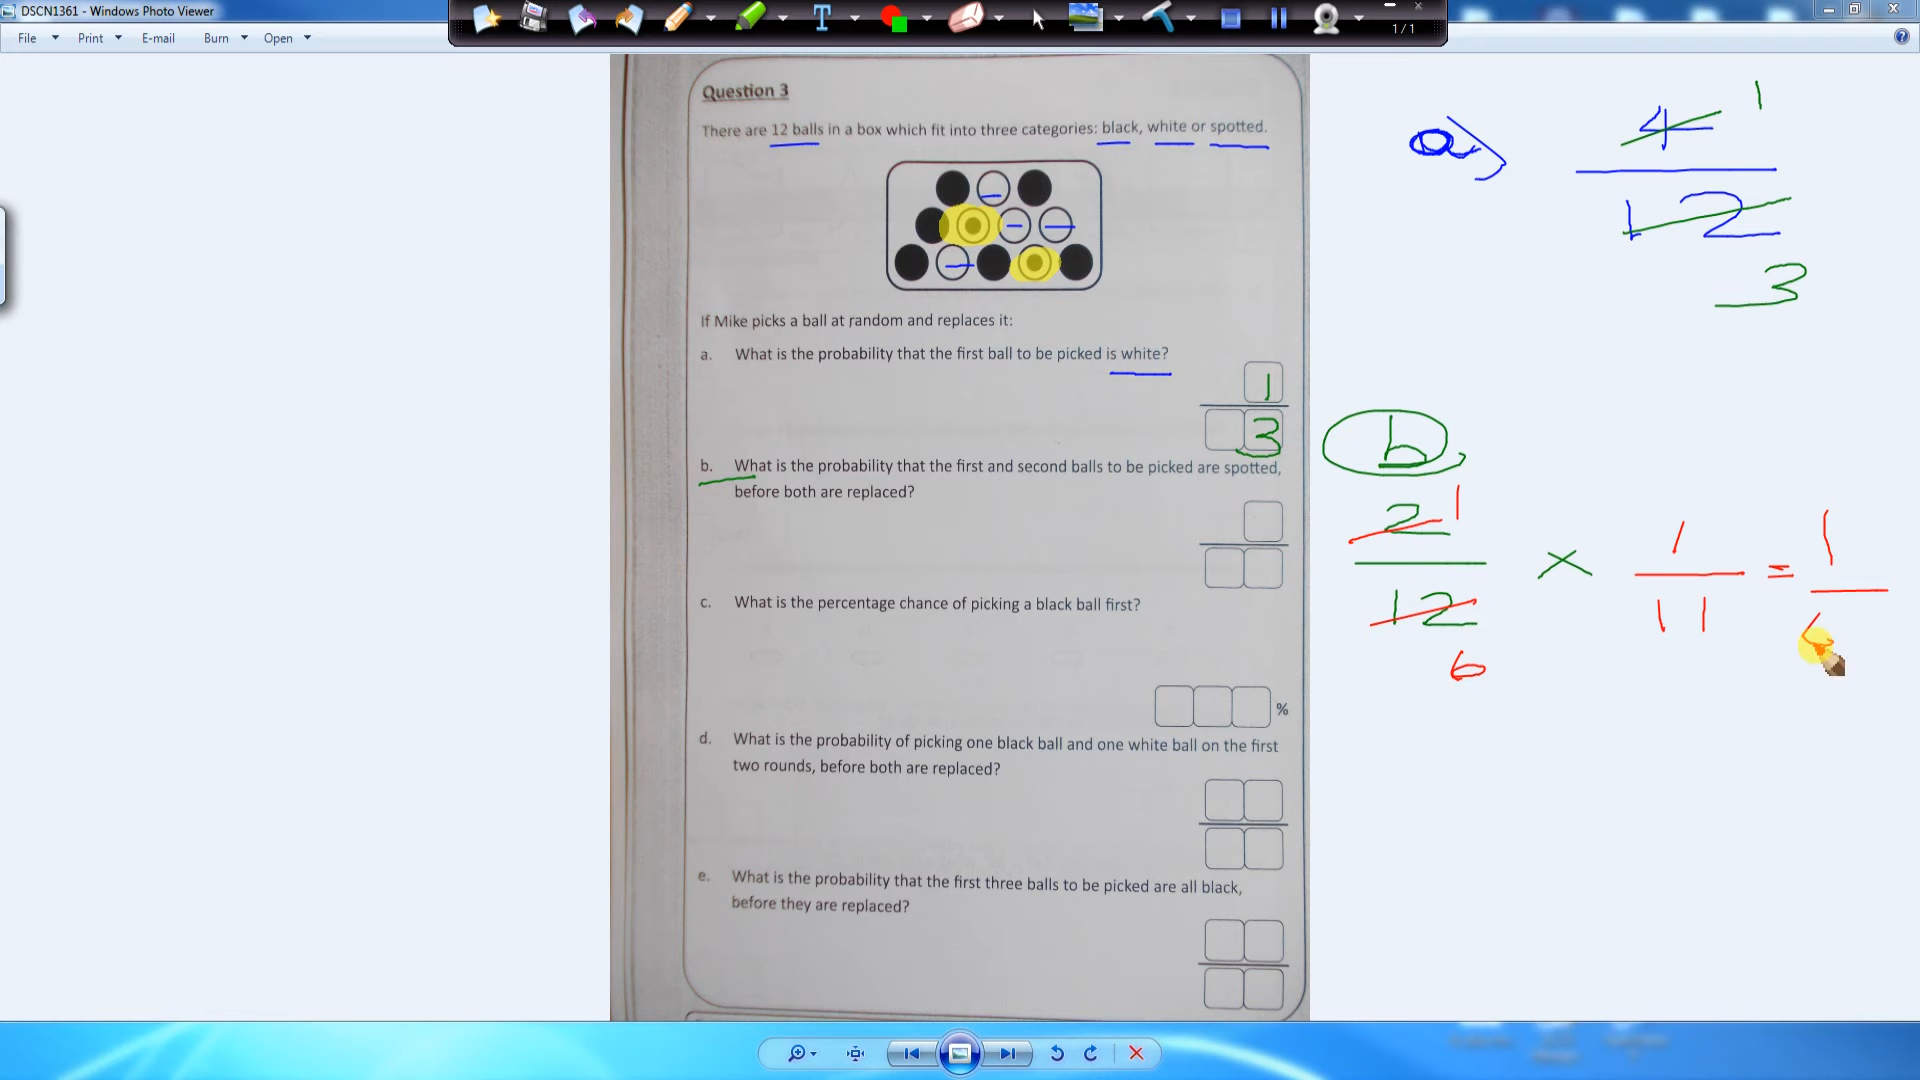 DSCN1361 - Windows Photo Viewer
File Print E-mail Burn Open
1/1
Question 3
There are 12 balls in a box which fit into three categories: black, white or spotted.
If Mike picks a ball at random and replaces it:
a. What is the probability that the first ball to be picked is white?
1
3
b. What is the probability that the first and second balls to be picked are spotted,
before both are replaced?
c. What is the percentage chance of picking a black ball first?
%
d. What is the probability of picking one black ball and one white ball on the first
two rounds, before both are replaced?
e. What is the probability that the first three balls to be picked are all black,
before they are replaced?
a)
4 1
12
3
b,
2 1
12
6
×
1
11
=
1
6